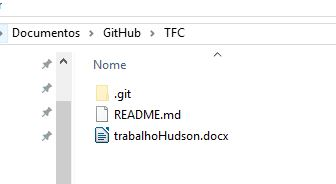 Documentos > GitHub > TFC
Nome
.git
README.md
trabalhoHudson.docx